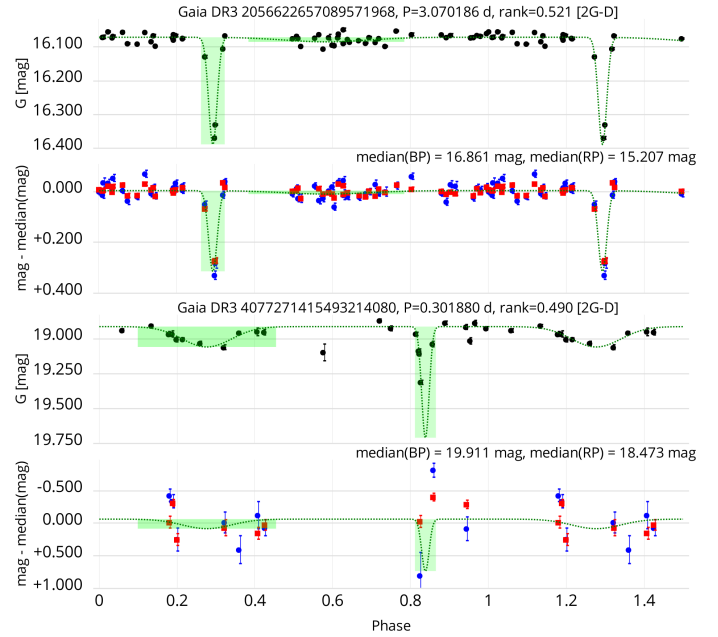 Gaia DR3 2056622657089571968, P=3.070186 d, rank=0.521 [2G-D]
16.100
16.200
16.300
16.400
G [mag]
median(BP) = 16.861 mag, median(RP) = 15.207 mag
0.000
+0.200
+0.400
mag - median(mag)
Gaia DR3 4077271415493214080, P=0.301880 d, rank=0.490 [2G-D]
19.000
19.250
19.500
19.750
G [mag]
median(BP) = 19.911 mag, median(RP) = 18.473 mag
-0.500
0.000
+0.500
+1.000
mag - median(mag)
0 0.2 0.4 0.6 0.8 1 1.2 1.4
Phase